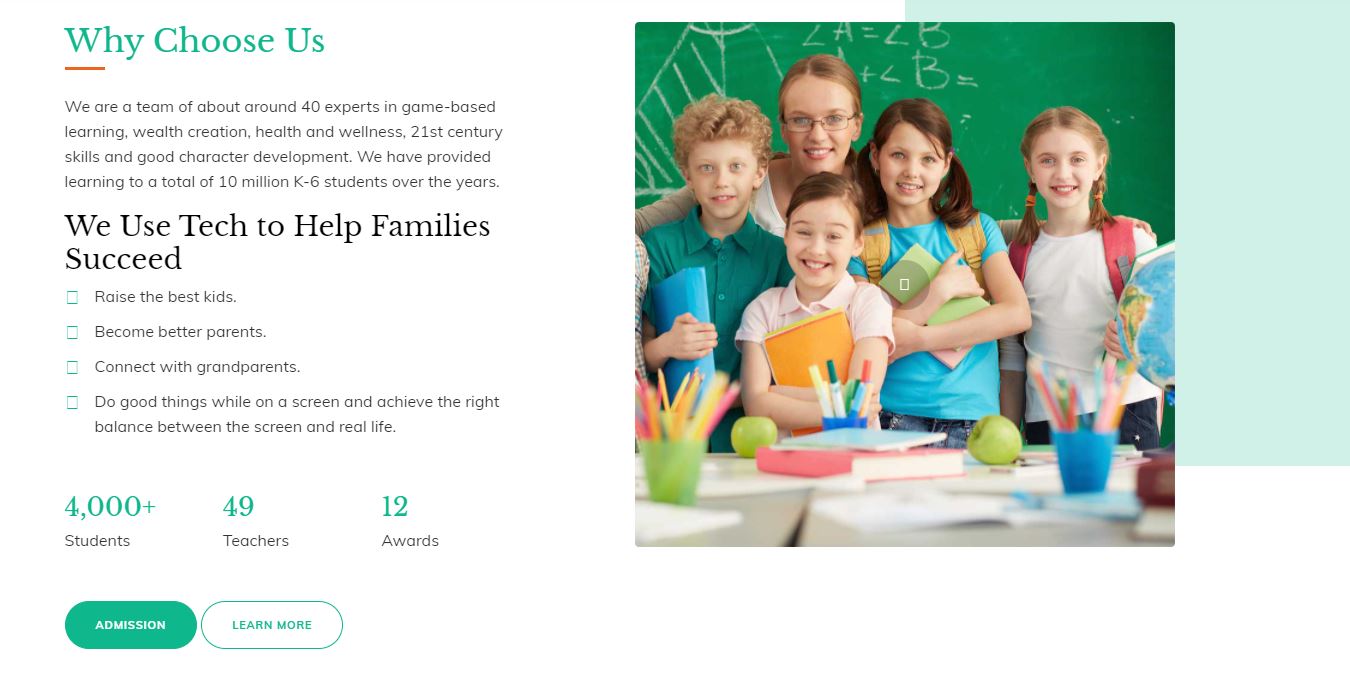 Why Choose Us
We are a team of about around 40 experts in game-based
learning, wealth creation, health and wellness, 21st century
skills and good character development. We have provided
learning to a total of 10 million K-6 students over the years.
We Use Tech to Help Families
Succeed
Raise the best kids.
Become better parents.
Connect with grandparents.
Do good things while on a screen and achieve the right
balance between the screen and real life.
4,000+ 49 12
Students Teachers Awards
ADMISSION LEARN MORE
∠A=∠B
A+∠B=